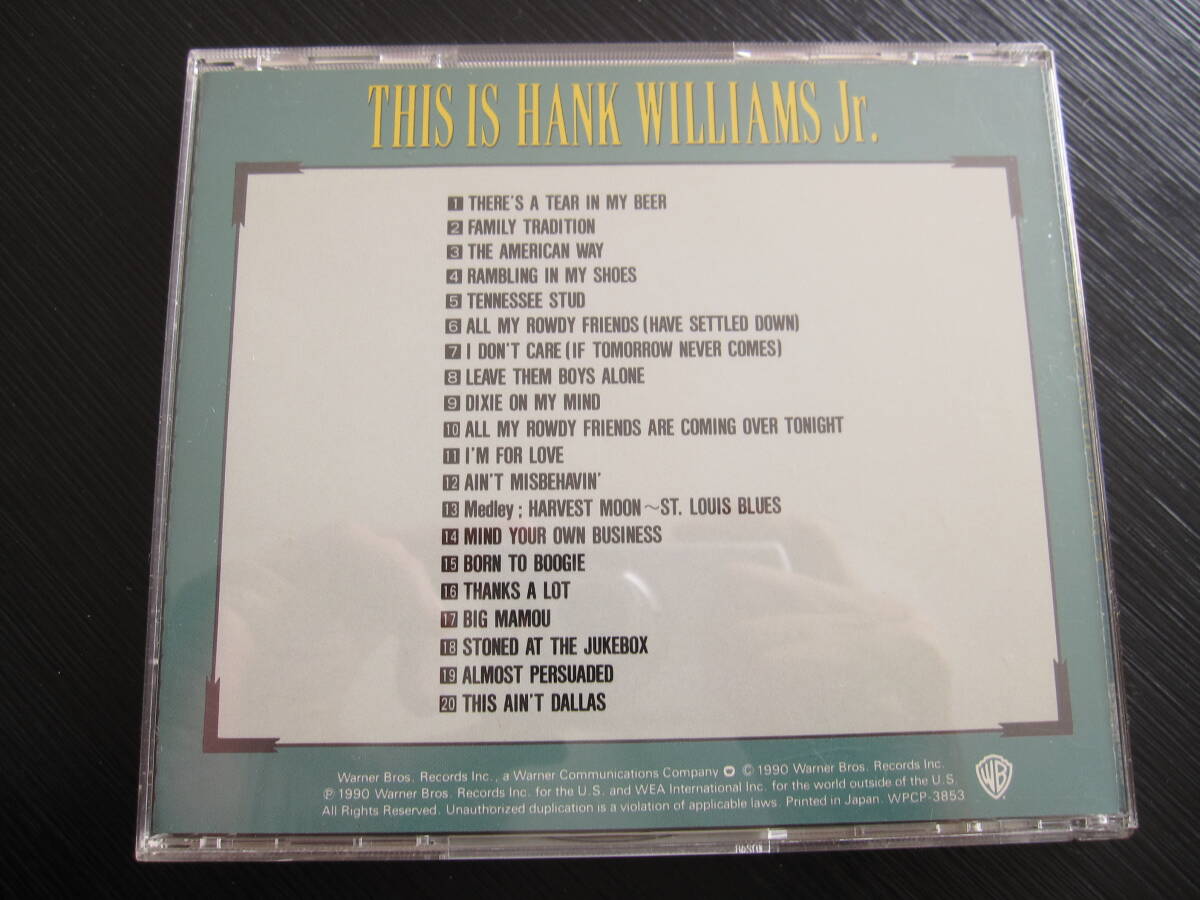 THIS IS HANK WILLIAMS Jr.
1 THERE'S A TEAR IN MY BEER
2 FAMILY TRADITION
3 THE AMERICAN WAY
4 RAMBLING IN MY SHOES
5 TENNESSEE STUD
6 ALL MY ROWDY FRIENDS (HAVE SETTLED DOWN)
7 I DON'T CARE (IF TOMORROW NEVER COMES)
8 LEAVE THEM BOYS ALONE
9 DIXIE ON MY MIND
10 ALL MY ROWDY FRIENDS ARE COMING OVER TONIGHT
11 I'M FOR LOVE
12 AIN'T MISBEHAVIN'
13 Medley ; HARVEST MOON～ST. LOUIS BLUES
14 MIND YOUR OWN BUSINESS
15 BORN TO BOOGIE
16 THANKS A LOT
17 BIG MAMOU
18 STONED AT THE JUKEBOX
19 ALMOST PERSUADED
20 THIS AIN'T DALLAS
Warner Bros. Records Inc., a Warner Communications Company © 1990 Warner Bros. Records Inc.
℗ 1990 Warner Bros. Records Inc. for the U.S. and WEA International Inc. for the world outside of the U.S.
All Rights Reserved. Unauthorized duplication is a violation of applicable laws. Printed in Japan. WPCP-3853
WB